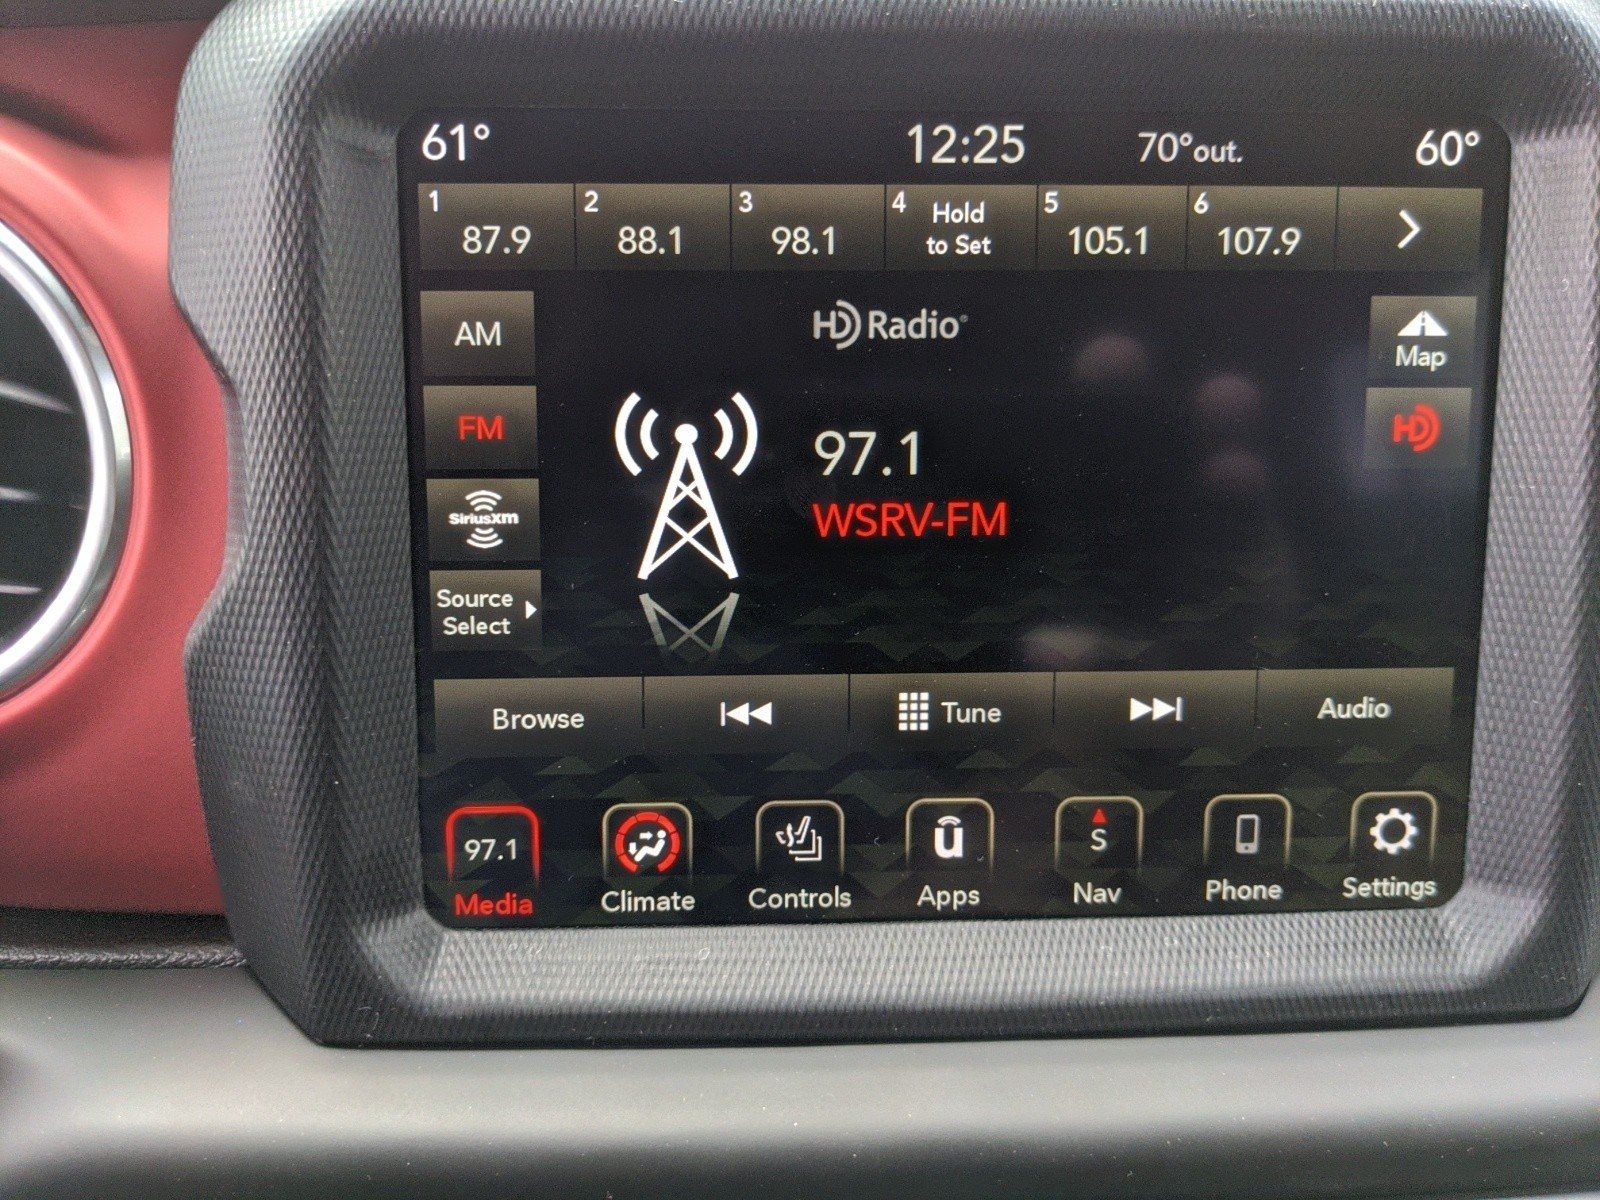 61° 12:25 70°out. 60°
1 2 3 4 Hold 5 6
87.9 88.1 98.1 to Set 105.1 107.9
HD Radio®
AM
Map
FM
HD
97.1
WSRV-FM
SiriusXM
Source
Select
Browse Tune Audio
97.1 u S
Media Climate Controls Apps Nav Phone Settings